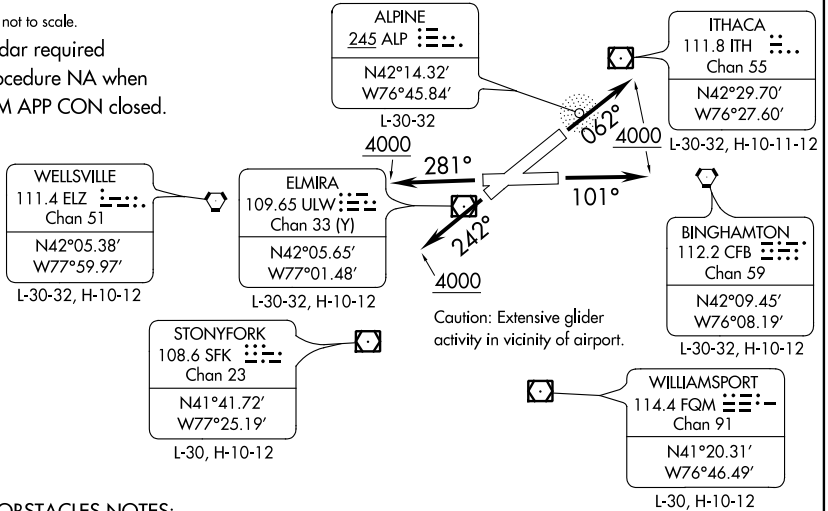 not to scale.
dar required
ocedure NA when
M APP CON closed.
ALPINE
245 ALP
N42°14.32'
W76°45.84'
L-30-32
ITHACA
111.8 ITH
Chan 55
N42°29.70'
W76°27.60'
L-30-32, H-10-11-12
4000
281°
062°
4000
101°
242°
4000
WELLSVILLE
111.4 ELZ
Chan 51
N42°05.38'
W77°59.97'
L-30-32, H-10-12
ELMIRA
109.65 ULW
Chan 33 (Y)
N42°05.65'
W77°01.48'
L-30-32, H-10-12
BINGHAMTON
112.2 CFB
Chan 59
N42°09.45'
W76°08.19'
L-30-32, H-10-12
Caution: Extensive glider
activity in vicinity of airport.
STONYFORK
108.6 SFK
Chan 23
N41°41.72'
W77°25.19'
L-30, H-10-12
WILLIAMSPORT
114.4 FQM
Chan 91
N41°20.31'
W76°46.49'
L-30, H-10-12
OBSTACLES NOTES: